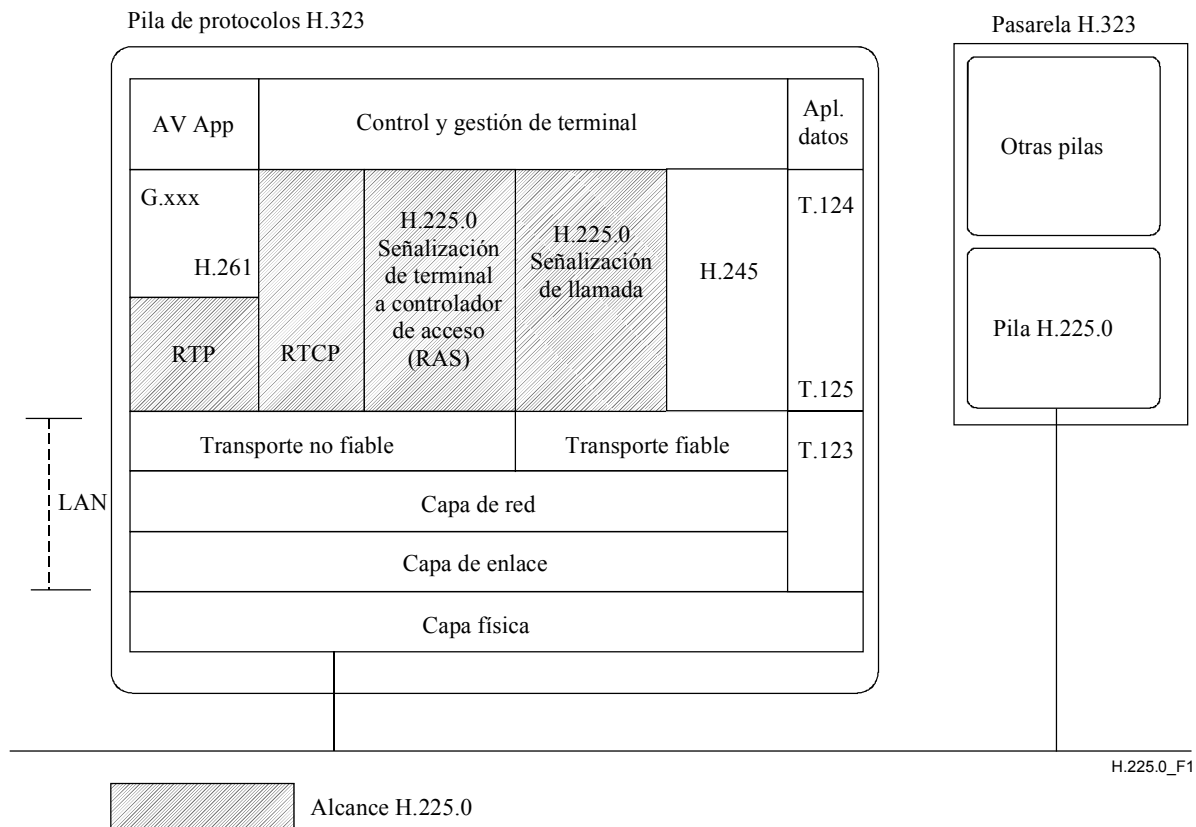 Pila de protocolos H.323
Pasarela H.323
AV App
Control y gestión de terminal
Apl.
datos
Otras pilas
G.xxx
H.261
RTP
RTCP
H.225.0
Señalización
de terminal
a controlador
de acceso
(RAS)
H.225.0
Señalización
de llamada
H.245
T.124
T.125
Pila H.225.0
LAN
Transporte no fiable
Transporte fiable
T.123
Capa de red
Capa de enlace
Capa física
H.225.0_F1
Alcance H.225.0